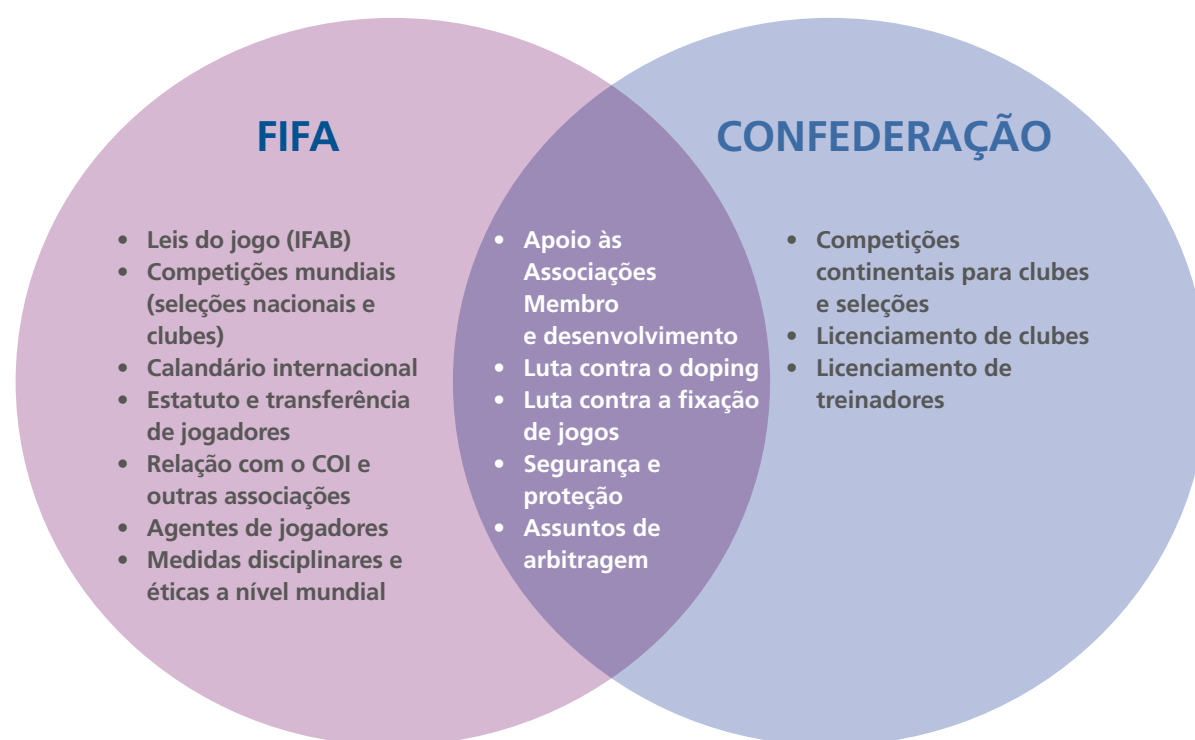 FIFA
• Leis do jogo (IFAB)
• Competições mundiais
(seleções nacionais e
clubes)
• Calandário internacional
• Estatuto e transferência
de jogadores
• Relação com o COI e
outras associações
• Agentes de jogadores
• Medidas disciplinares e
éticas a nível mundial
• Apoio às
Associações
Membro
e desenvolvimento
• Luta contra o doping
• Luta contra a fixação
de jogos
• Segurança e
proteção
• Assuntos de
arbitragem
CONFEDERAÇÃO
• Competições
continentais para clubes
e seleções
• Licenciamento de clubes
• Licenciamento de
treinadores